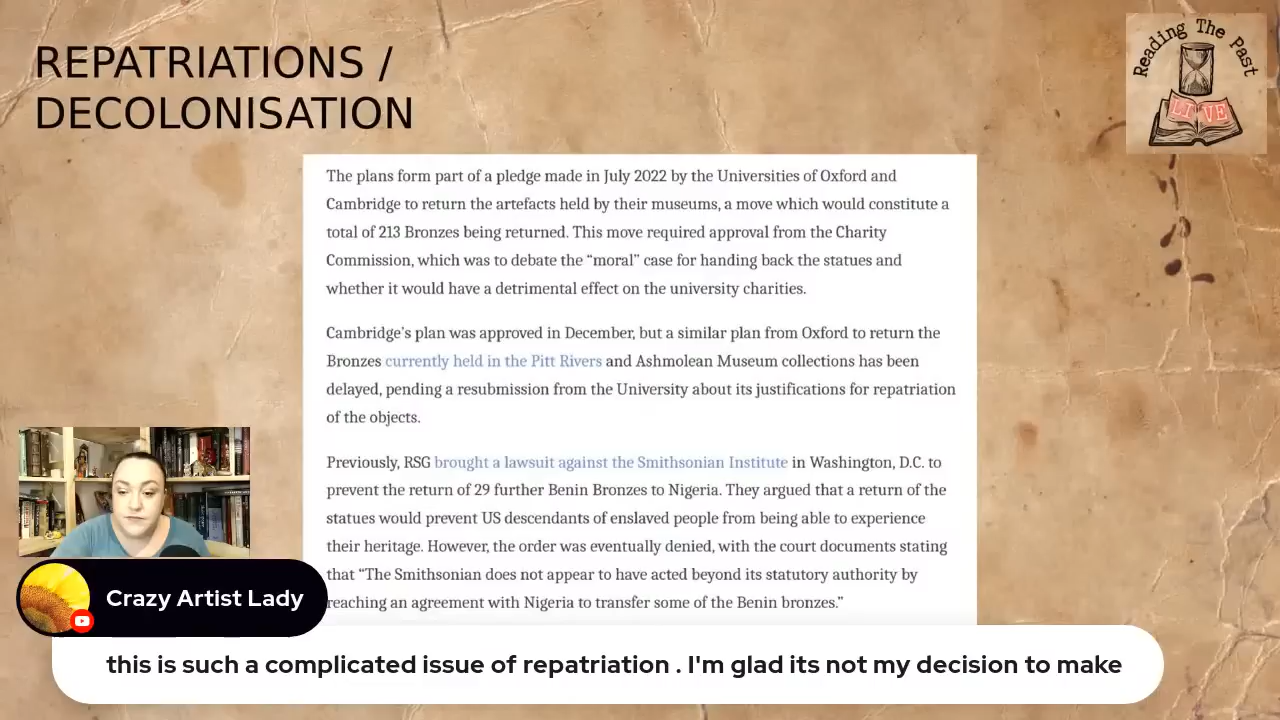 REPATRIATIONS /
DECOLONISATION
Reading The Past
LIVE
The plans form part of a pledge made in July 2022 by the Universities of Oxford and
Cambridge to return the artefacts held by their museums, a move which would constitute a
total of 213 Bronzes being returned. This move required approval from the Charity
Commission, which was to debate the “moral” case for handing back the statues and
whether it would have a detrimental effect on the university charities.
Cambridge’s plan was approved in December, but a similar plan from Oxford to return the
Bronzes currently held in the Pitt Rivers and Ashmolean Museum collections has been
delayed, pending a resubmission from the University about its justifications for repatriation
of the objects.
Previously, RSG brought a lawsuit against the Smithsonian Institute in Washington, D.C. to
prevent the return of 29 further Benin Bronzes to Nigeria. They argued that a return of the
statues would prevent US descendants of enslaved people from being able to experience
their heritage. However, the order was eventually denied, with the court documents stating
that “The Smithsonian does not appear to have acted beyond its statutory authority by
reaching an agreement with Nigeria to transfer some of the Benin bronzes.”
Crazy Artist Lady
this is such a complicated issue of repatriation . I'm glad its not my decision to make